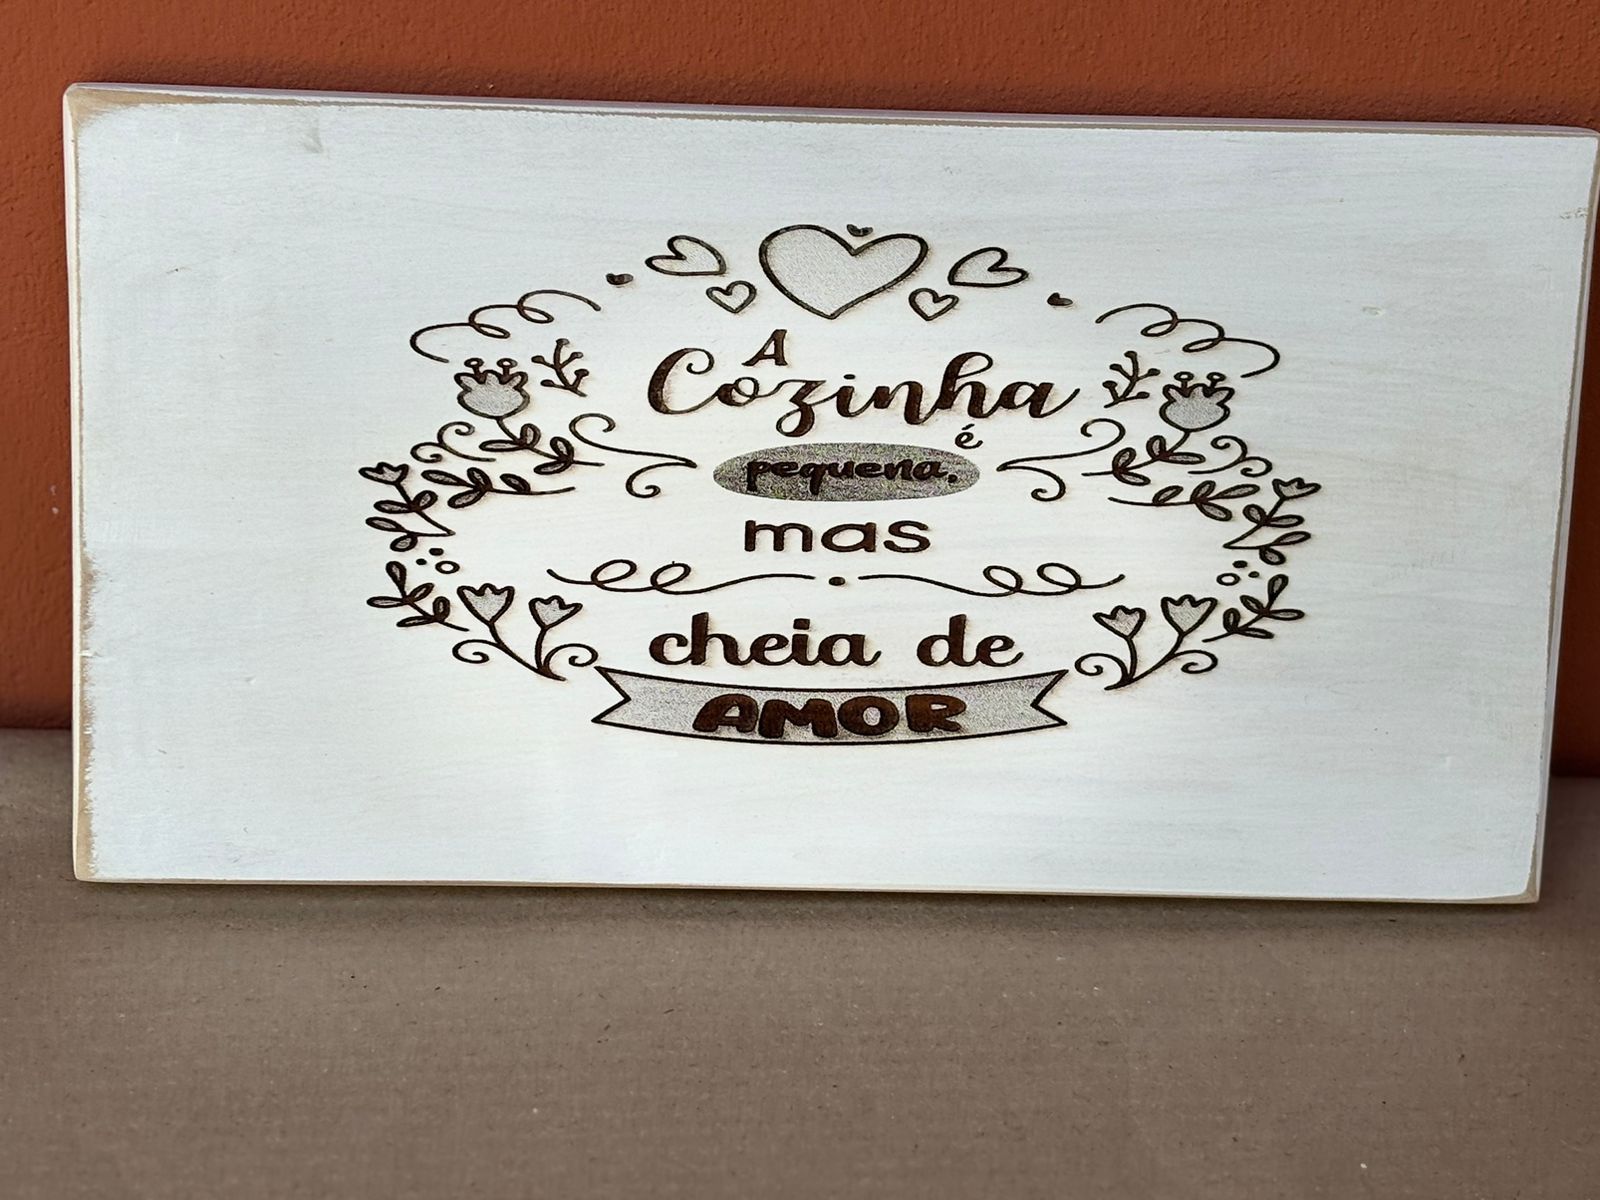 A
Cozinha
é
pequena,
mas
cheia de
AMOR